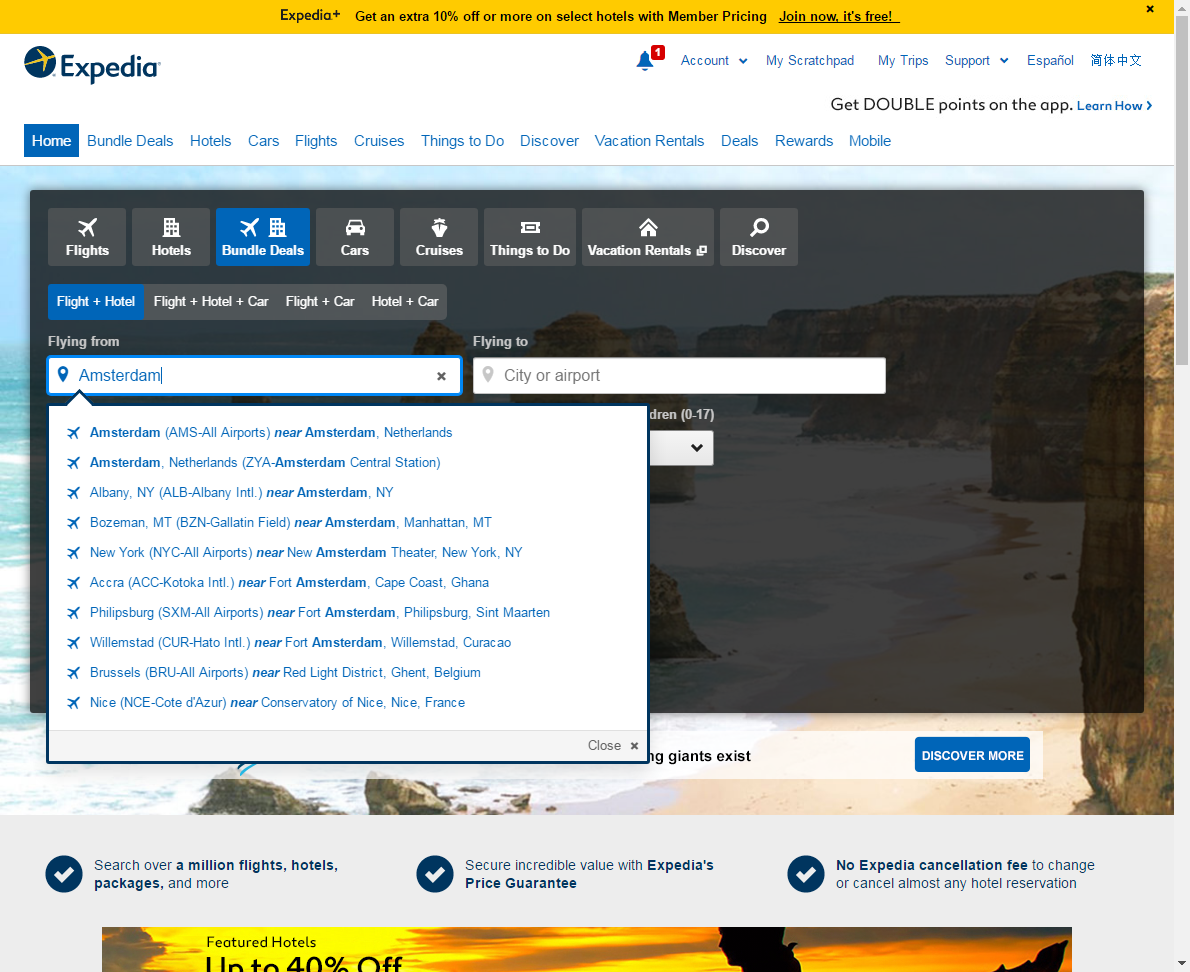 Expedia+ Get an extra 10% off or more on select hotels with Member Pricing Join now, it's free!
Expedia
1 Account My Scratchpad My Trips Support Español 简体中文
Get DOUBLE points on the app. Learn How
Home Bundle Deals Hotels Cars Flights Cruises Things to Do Discover Vacation Rentals Deals Rewards Mobile
Flights Hotels Bundle Deals Cars Cruises Things to Do Vacation Rentals Discover
Flight + Hotel Flight + Hotel + Car Flight + Car Hotel + Car
Flying from Flying to
Amsterdam City or airport
dren (0-17)
Amsterdam (AMS-All Airports) near Amsterdam, Netherlands
Amsterdam, Netherlands (ZYA-Amsterdam Central Station)
Albany, NY (ALB-Albany Intl.) near Amsterdam, NY
Bozeman, MT (BZN-Gallatin Field) near Amsterdam, Manhattan, MT
New York (NYC-All Airports) near New Amsterdam Theater, New York, NY
Accra (ACC-Kotoka Intl.) near Fort Amsterdam, Cape Coast, Ghana
Philipsburg (SXM-All Airports) near Fort Amsterdam, Philipsburg, Sint Maarten
Willemstad (CUR-Hato Intl.) near Fort Amsterdam, Willemstad, Curacao
Brussels (BRU-All Airports) near Red Light District, Ghent, Belgium
Nice (NCE-Cote d'Azur) near Conservatory of Nice, Nice, France
Close
ng giants exist DISCOVER MORE
Search over a million flights, hotels,
packages, and more
Secure incredible value with Expedia's
Price Guarantee
No Expedia cancellation fee to change
or cancel almost any hotel reservation
Featured Hotels
Up to 40% Off